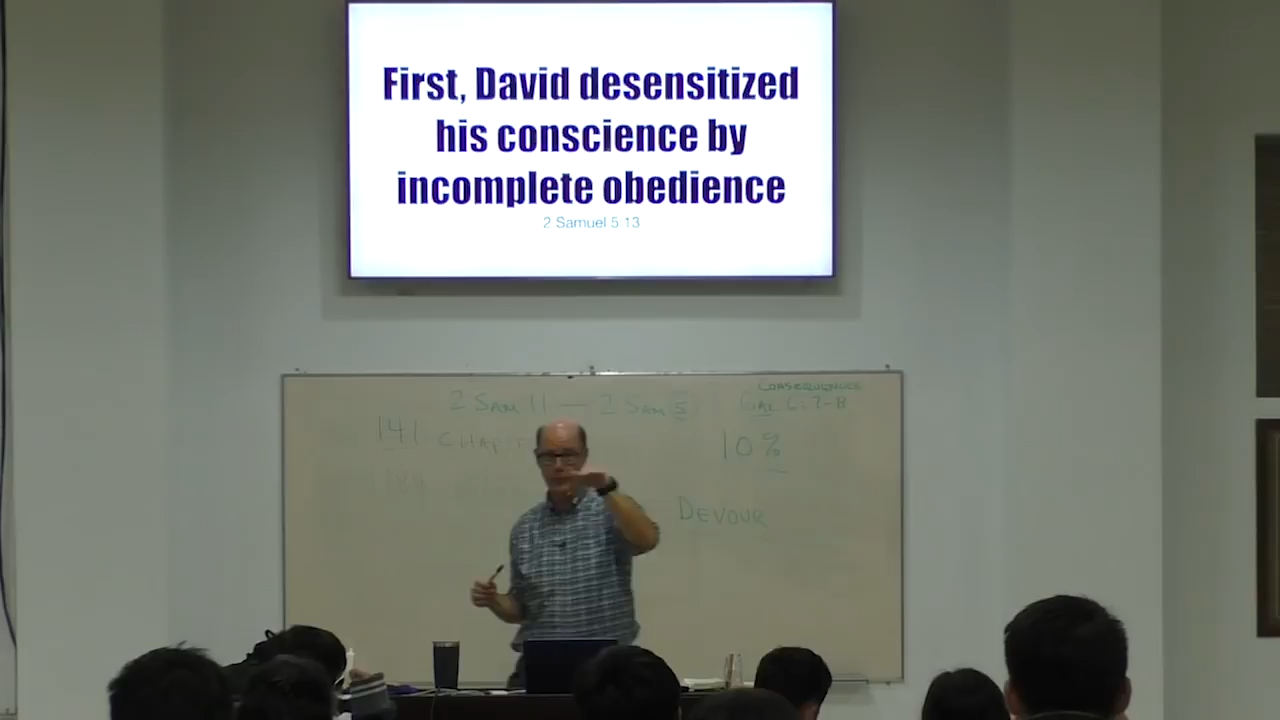 First, David desensitized
his conscience by
incomplete obedience
2 Samuel 5:13
CONSEQUENCES
2 SAM 11 — 2 SAM 5
GAL 6:7-8
141
10%
DEVOUR